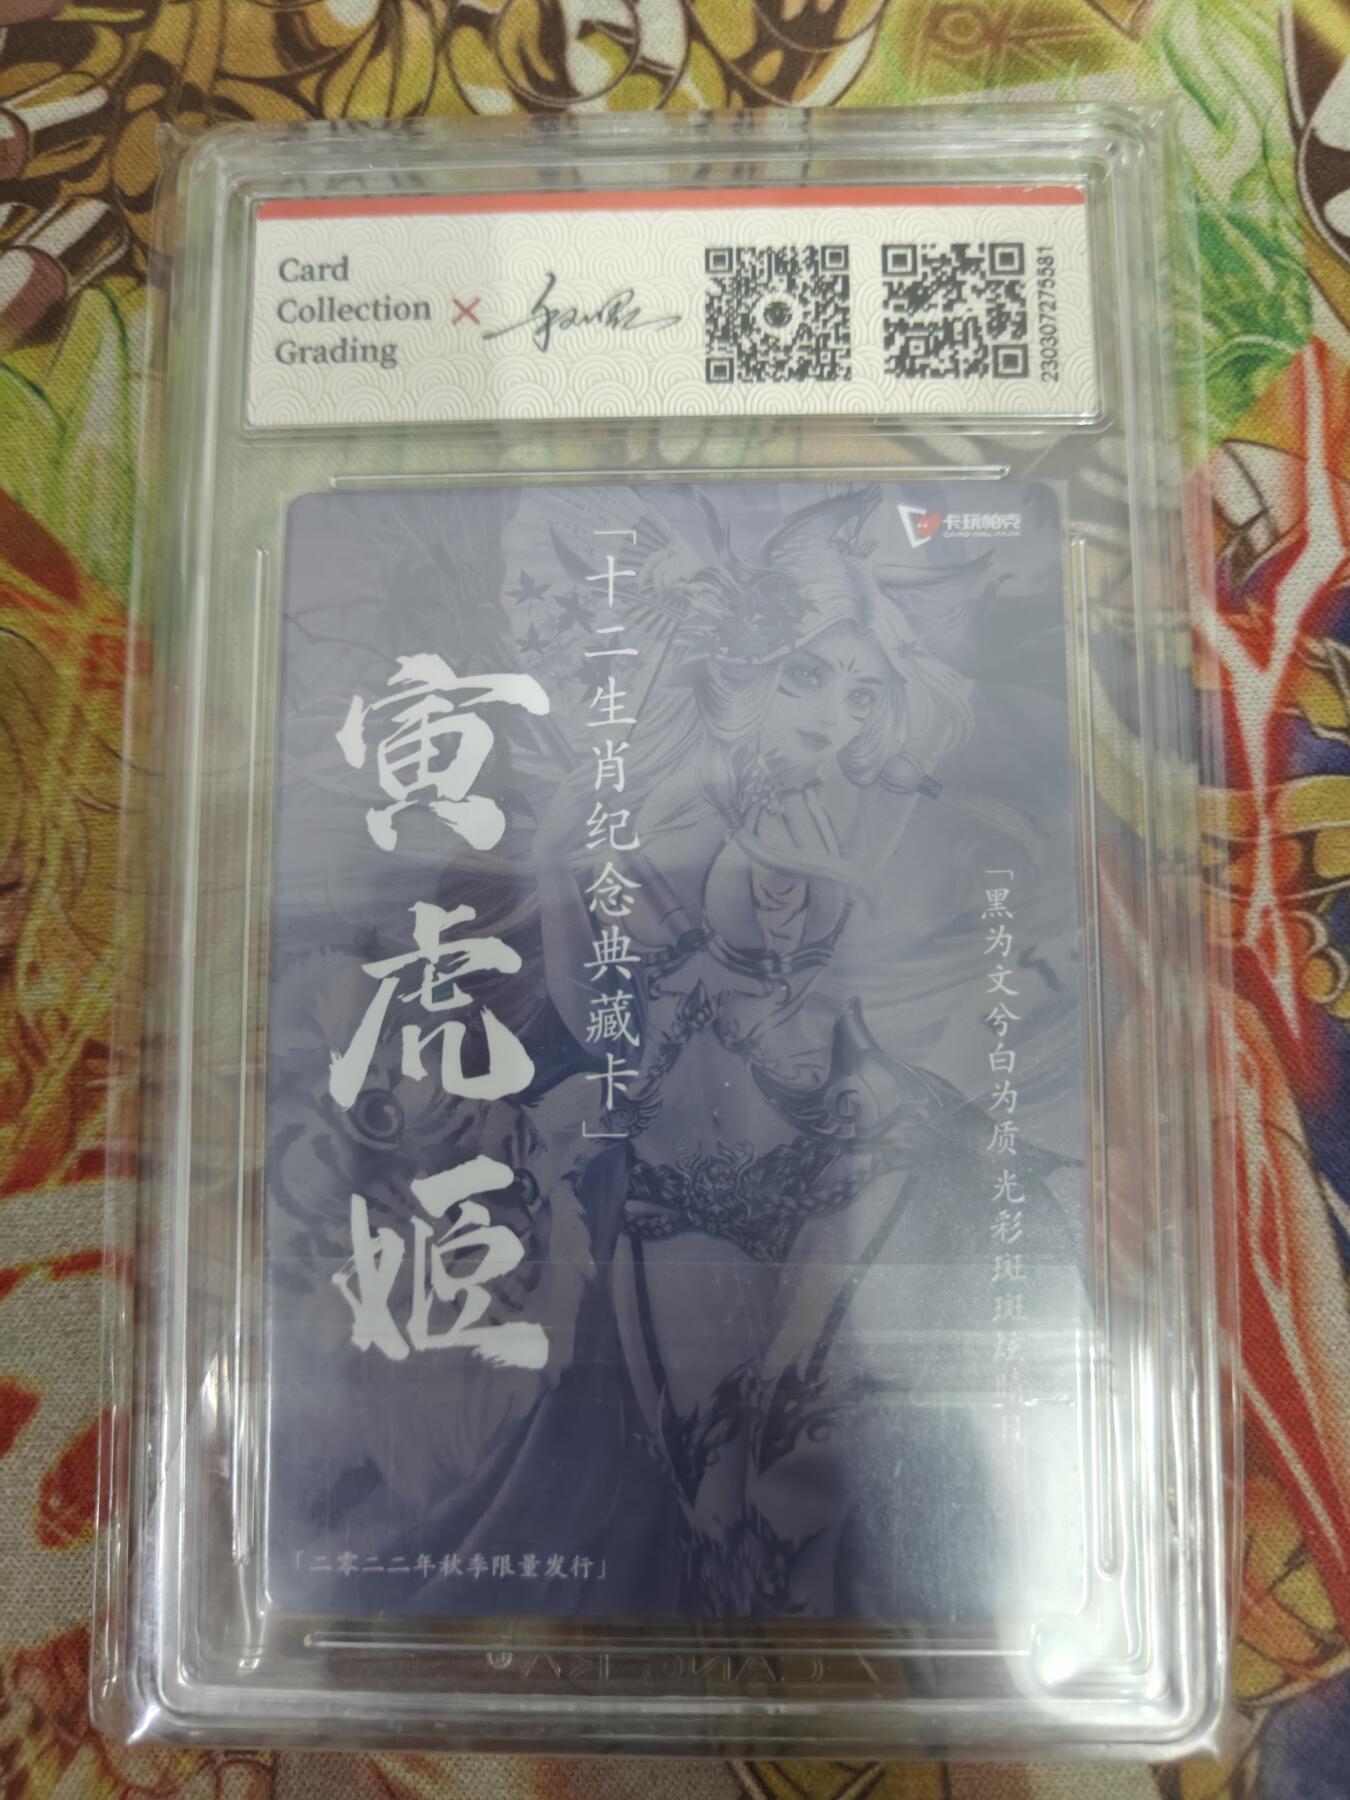 Card
Collection
Grading
×
2303072275581
卡玩帕克
「十二生肖纪念典藏卡」
寅虎姬
「黑为文兮白为质光彩斑斑炫
「二零二二年秋季限量发行」